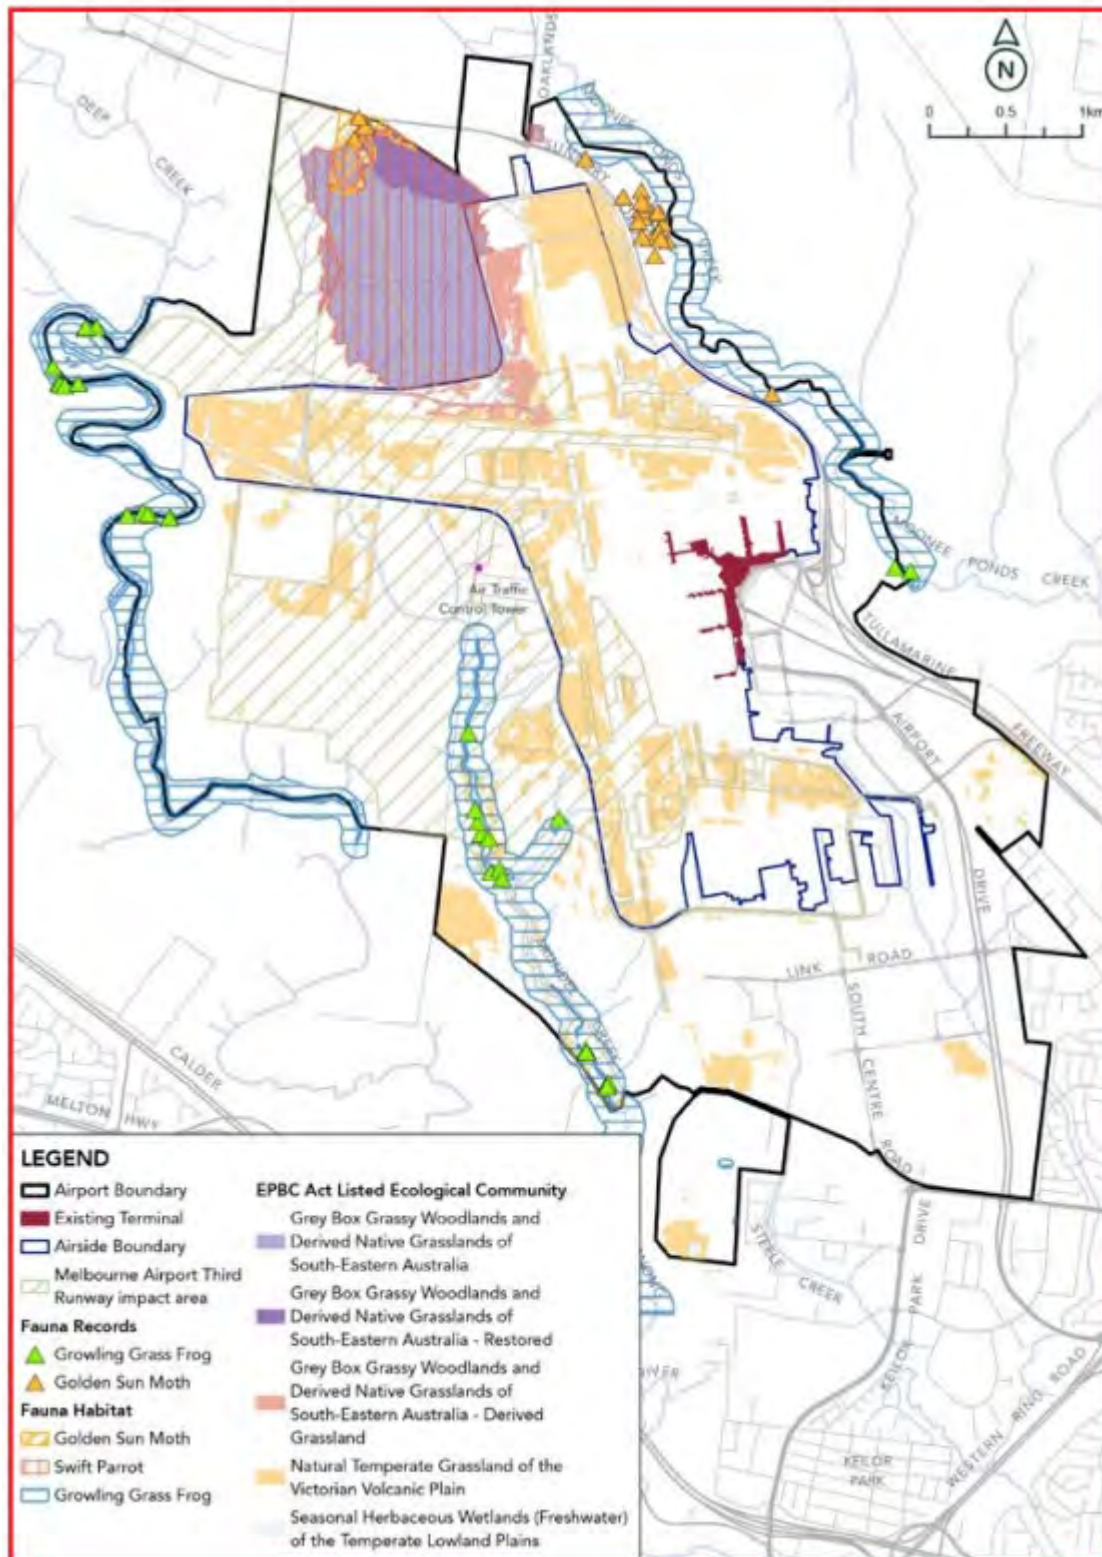 OAKLANDS
N
0 0.5 1km
DEEP
CREEK
CREEK
PONDS CREEK
Air Traffic
Control Tower
TULLAMARINE
FREEWAY
AIRPORT
DRIVE
LINK ROAD
SOUTH CENTRE ROAD
CALDER
MELTON HWY
STEELE CREEK
KEILOR PARK DRIVE
KEILOR
PARK
WESTERN RING ROAD
LEGEND
Airport Boundary
Existing Terminal
Airside Boundary
Melbourne Airport Third
Runway impact area
Fauna Records
Growling Grass Frog
Golden Sun Moth
Fauna Habitat
Golden Sun Moth
Swift Parrot
Growling Grass Frog
EPBC Act Listed Ecological Community
Grey Box Grassy Woodlands and
Derived Native Grasslands of
South-Eastern Australia
Grey Box Grassy Woodlands and
Derived Native Grasslands of
South-Eastern Australia - Restored
Grey Box Grassy Woodlands and
Derived Native Grasslands of
South-Eastern Australia - Derived
Grassland
Natural Temperate Grassland of the
Victorian Volcanic Plain
Seasonal Herbaceous Wetlands (Freshwater)
of the Temperate Lowland Plains